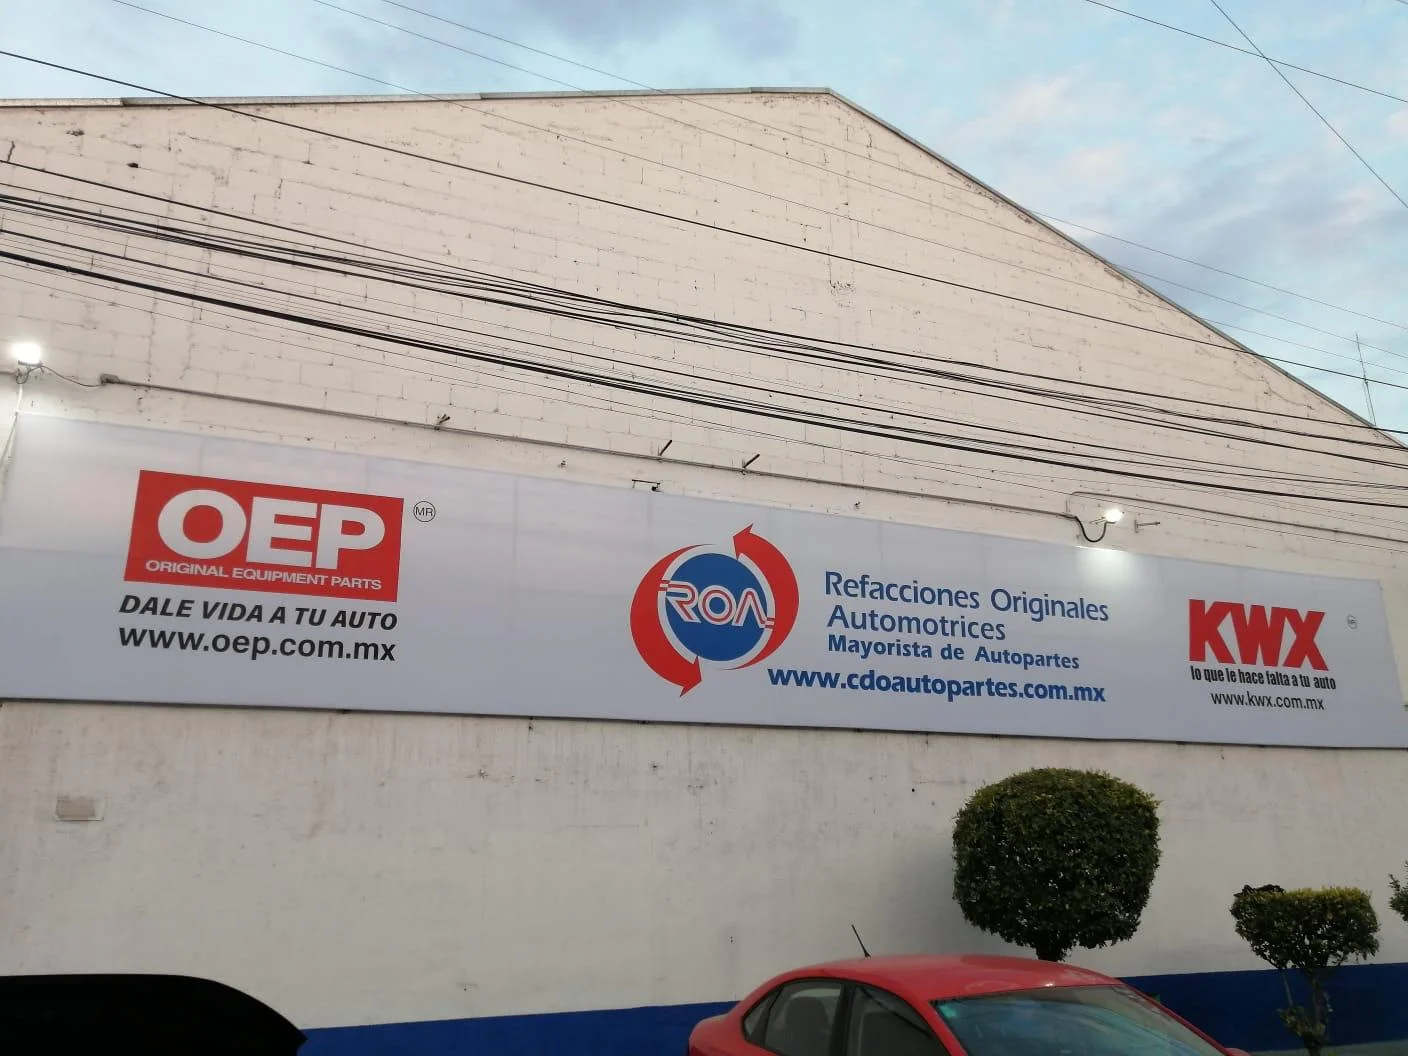 OEP
MR
ORIGINAL EQUIPMENT PARTS
DALE VIDA A TU AUTO
www.oep.com.mx
ROA
Refacciones Originales
Automotrices
Mayorista de Autopartes
www.cdoautopartes.com.mx
KWX
MR
lo que le hace falta a tu auto
www.kwx.com.mx